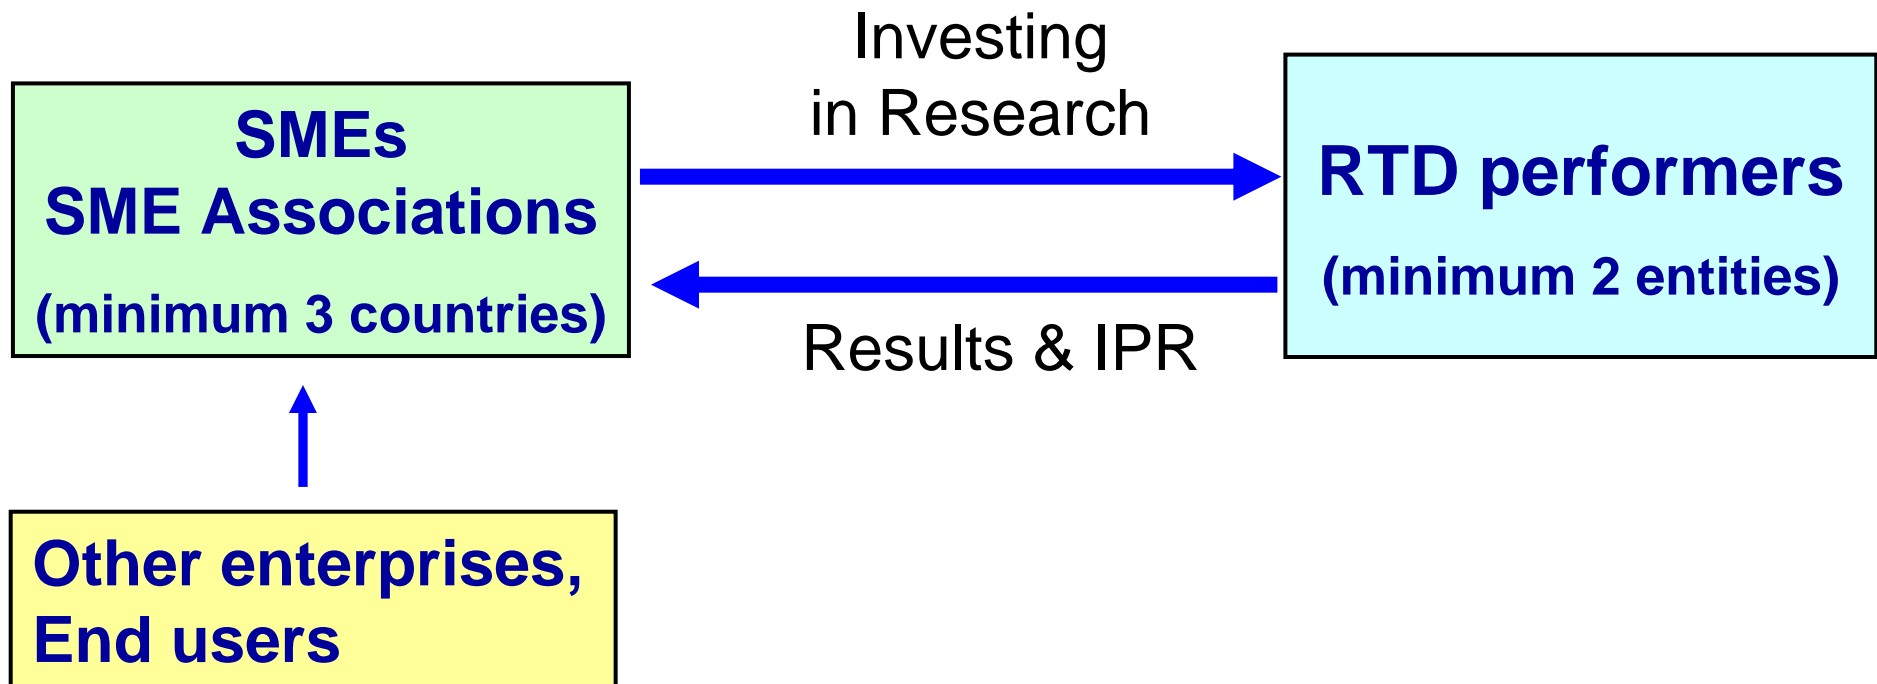 SMEs
SME Associations
(minimum 3 countries)
Investing
in Research
Results & IPR
RTD performers
(minimum 2 entities)
Other enterprises,
End users